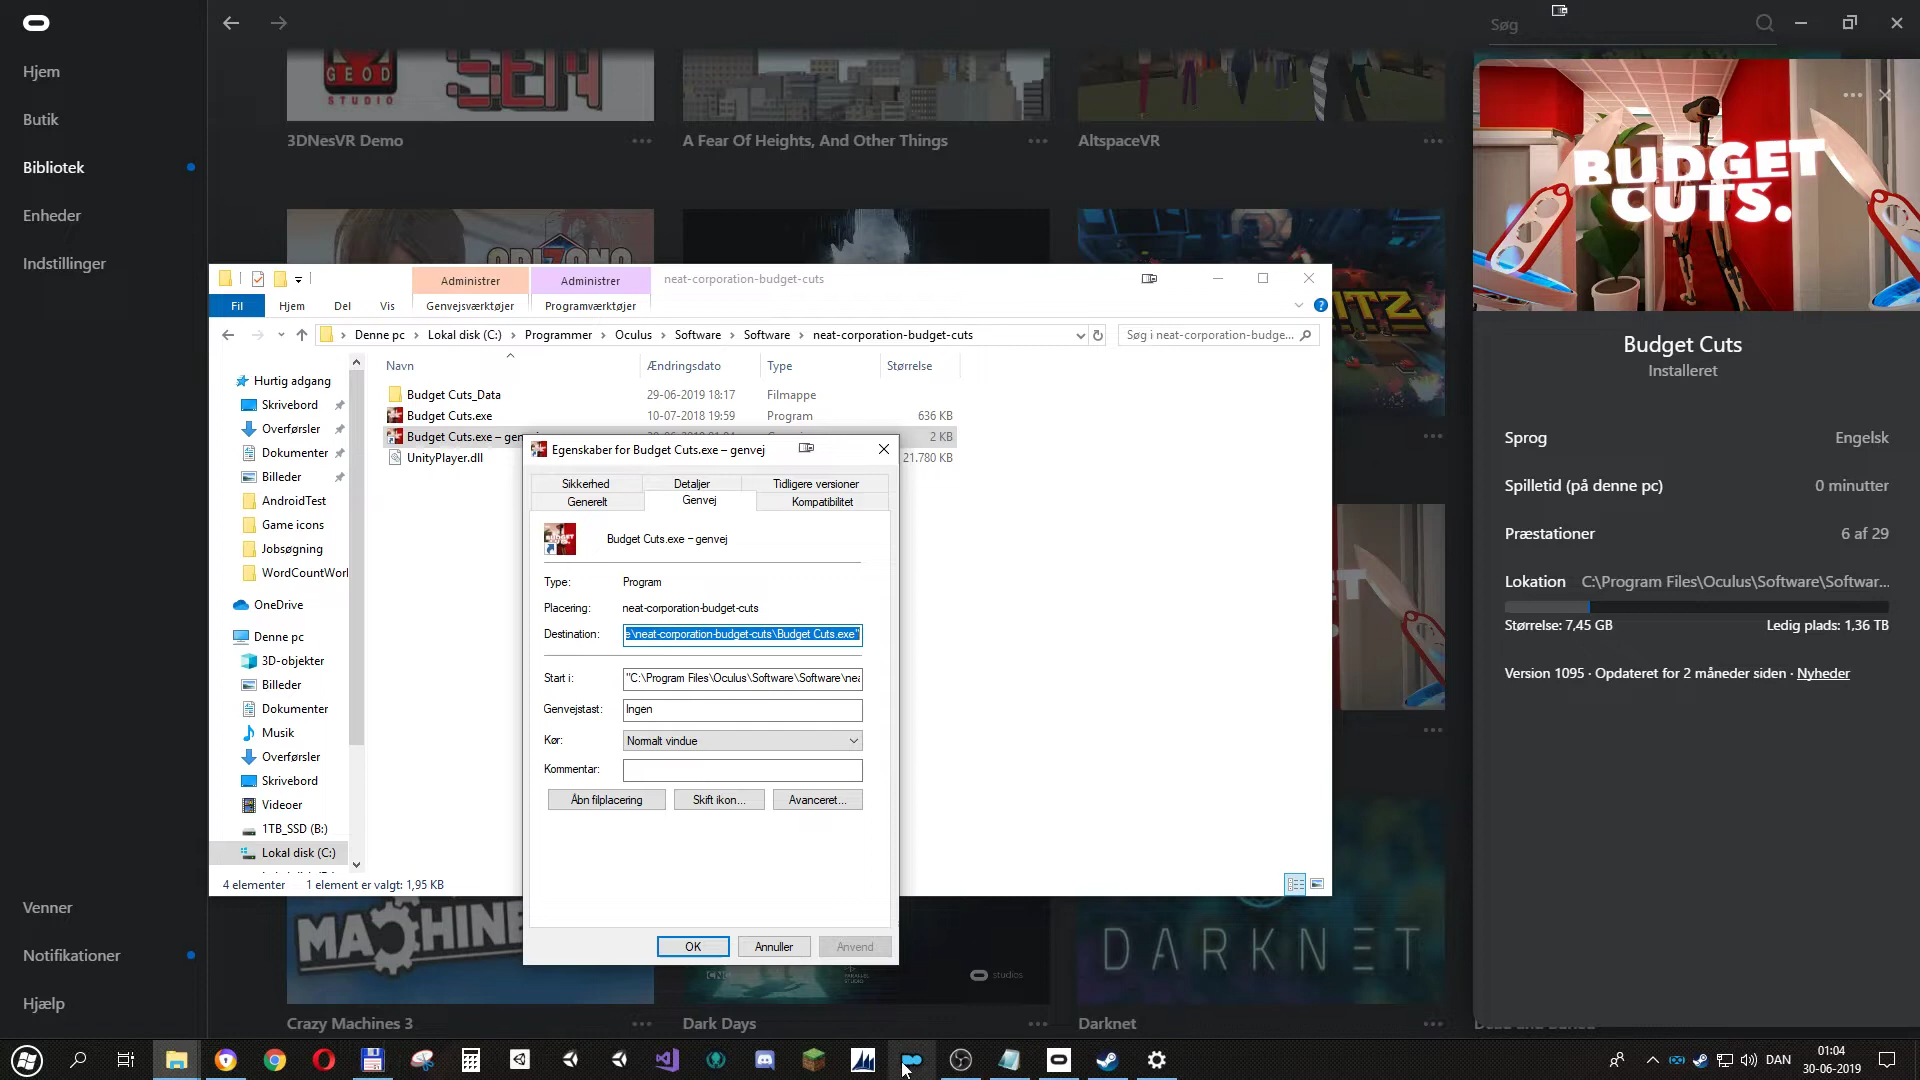 Søg
Hjem
Butik
Bibliotek
Enheder
Indstillinger
Venner
Notifikationer
Hjælp
GEOD
STUDIO
3DNesVR Demo
A Fear Of Heights, And Other Things
AltspaceVR
Administrer
Administrer
neat-corporation-budget-cuts
Fil
Hjem
Del
Vis
Genvejsværktøjer
Programværktøjer
Denne pc
Lokal disk (C:)
Programmer
Oculus
Software
Software
neat-corporation-budget-cuts
Søg i neat-corporation-budge...
Navn
Ændringsdato
Type
Størrelse
Budget Cuts_Data
29-06-2019 18:17
Filmappe
Budget Cuts.exe
10-07-2018 19:59
Program
636 KB
Budget Cuts.exe – gen
2 KB
UnityPlayer.dll
21.780 KB
Hurtig adgang
Skrivebord
Overførsler
Dokumenter
Billeder
AndroidTest
Game icons
Jobsøgning
WordCountWorl
OneDrive
Denne pc
3D-objekter
Billeder
Dokumenter
Musik
Overførsler
Skrivebord
Videoer
1TB_SSD (B:)
Lokal disk (C:)
4 elementer
1 element er valgt: 1,95 KB
Egenskaber for Budget Cuts.exe – genvej
Sikkerhed
Detaljer
Tidligere versioner
Generelt
Genvej
Kompatibilitet
Budget Cuts.exe – genvej
Type:
Program
Placering:
neat-corporation-budget-cuts
Destination:
e\neat-corporation-budget-cuts\Budget Cuts.exe"
Start i:
"C:\Program Files\Oculus\Software\Software\nea
Genvejstast:
Ingen
Kør:
Normalt vindue
Kommentar:
Åbn filplacering
Skift ikon...
Avanceret...
OK
Annuller
Anvend
BUDGET
CUTS.
Budget Cuts
Installeret
Sprog
Engelsk
Spilletid (på denne pc)
0 minutter
Præstationer
6 af 29
Lokation
C:\Program Files\Oculus\Software\Softwar...
Størrelse: 7,45 GB
Ledig plads: 1,36 TB
Version 1095 · Opdateret for 2 måneder siden · Nyheder
MACHINE
DARKNET
studios
Crazy Machines 3
Dark Days
Darknet
DAN
01:04
30-06-2019